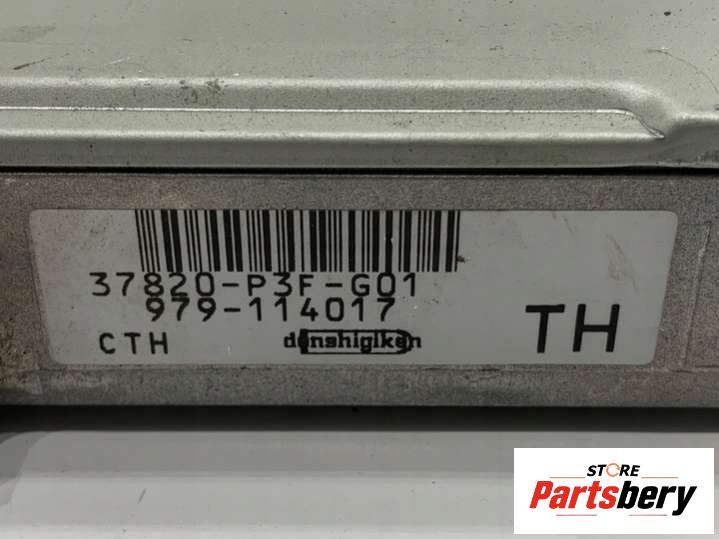 37820-P3F-G01
979-114017
CTH
denshigiken
TH
STORE
Partsbery